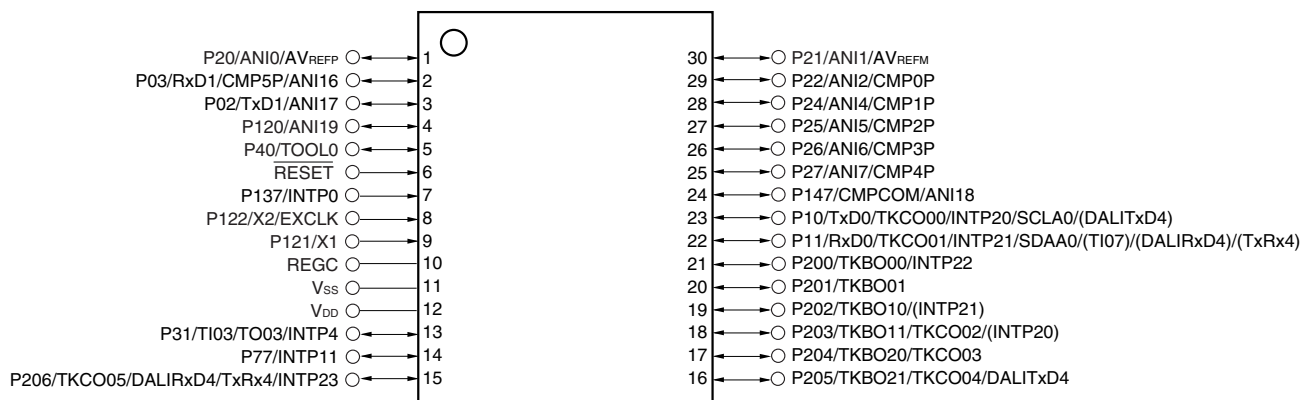 P20/ANI0/AVREFP 1
P03/RxD1/CMP5P/ANI16 2
P02/TxD1/ANI17 3
P120/ANI19 4
P40/TOOL0 5
RESET 6
P137/INTP0 7
P122/X2/EXCLK 8
P121/X1 9
REGC 10
VSS 11
VDD 12
P31/TI03/TO03/INTP4 13
P77/INTP11 14
P206/TKCO05/DALIRxD4/TxRx4/INTP23 15
30 P21/ANI1/AVREFM
29 P22/ANI2/CMP0P
28 P24/ANI4/CMP1P
27 P25/ANI5/CMP2P
26 P26/ANI6/CMP3P
25 P27/ANI7/CMP4P
24 P147/CMPCOM/ANI18
23 P10/TxD0/TKCO00/INTP20/SCLA0/(DALITxD4)
22 P11/RxD0/TKCO01/INTP21/SDAA0/(TI07)/(DALIRxD4)/(TxRx4)
21 P200/TKBO00/INTP22
20 P201/TKBO01
19 P202/TKBO10/(INTP21)
18 P203/TKBO11/TKCO02/(INTP20)
17 P204/TKBO20/TKCO03
16 P205/TKBO21/TKCO04/DALITxD4